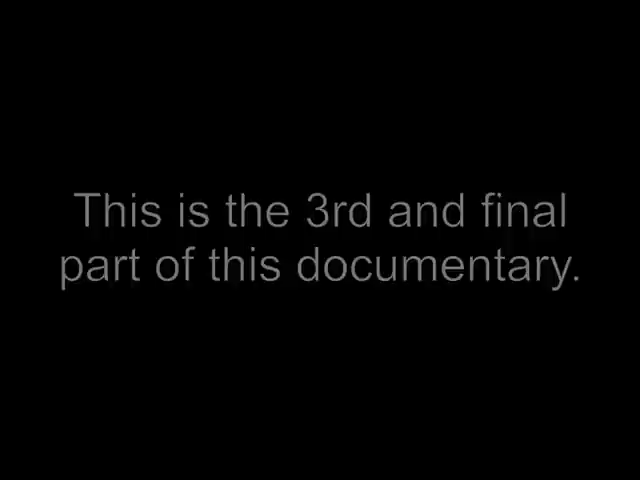 This is the 3rd and final
part of this documentary.